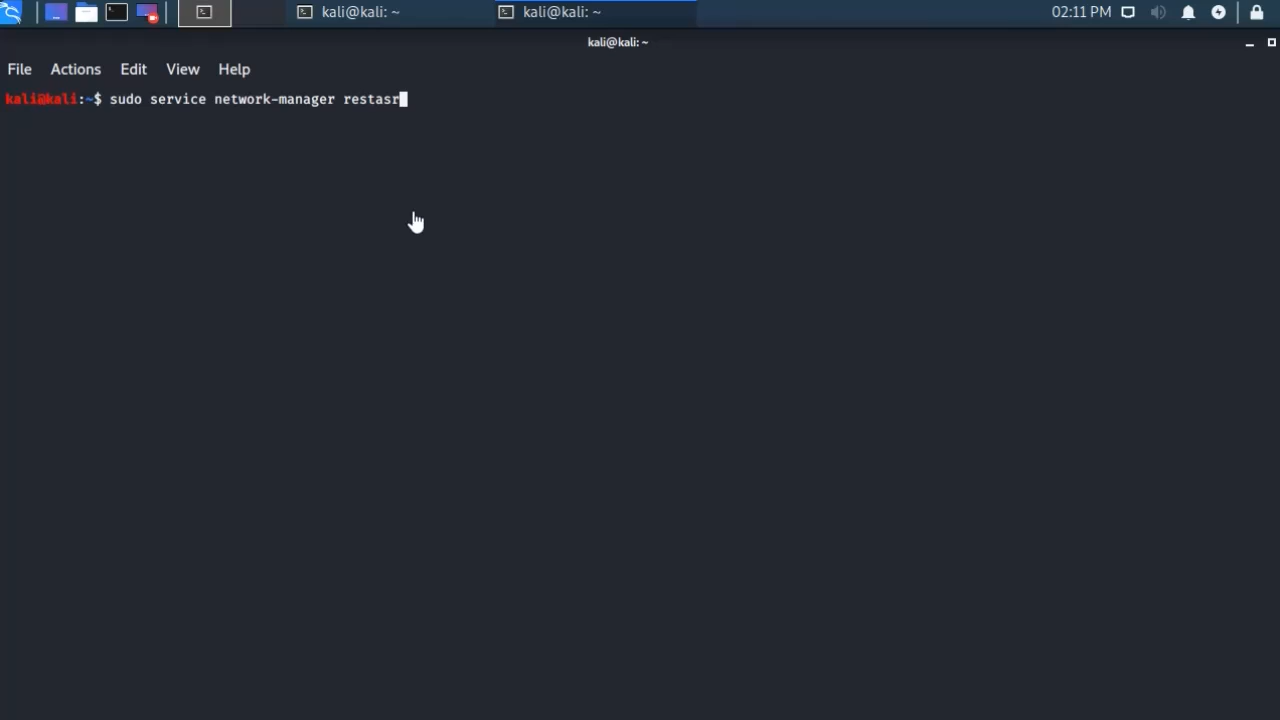 kali@kali: ~
kali@kali: ~
02:11 PM
kali@kali: ~
File Actions Edit View Help
kali@kali:~$ sudo service network-manager restasr